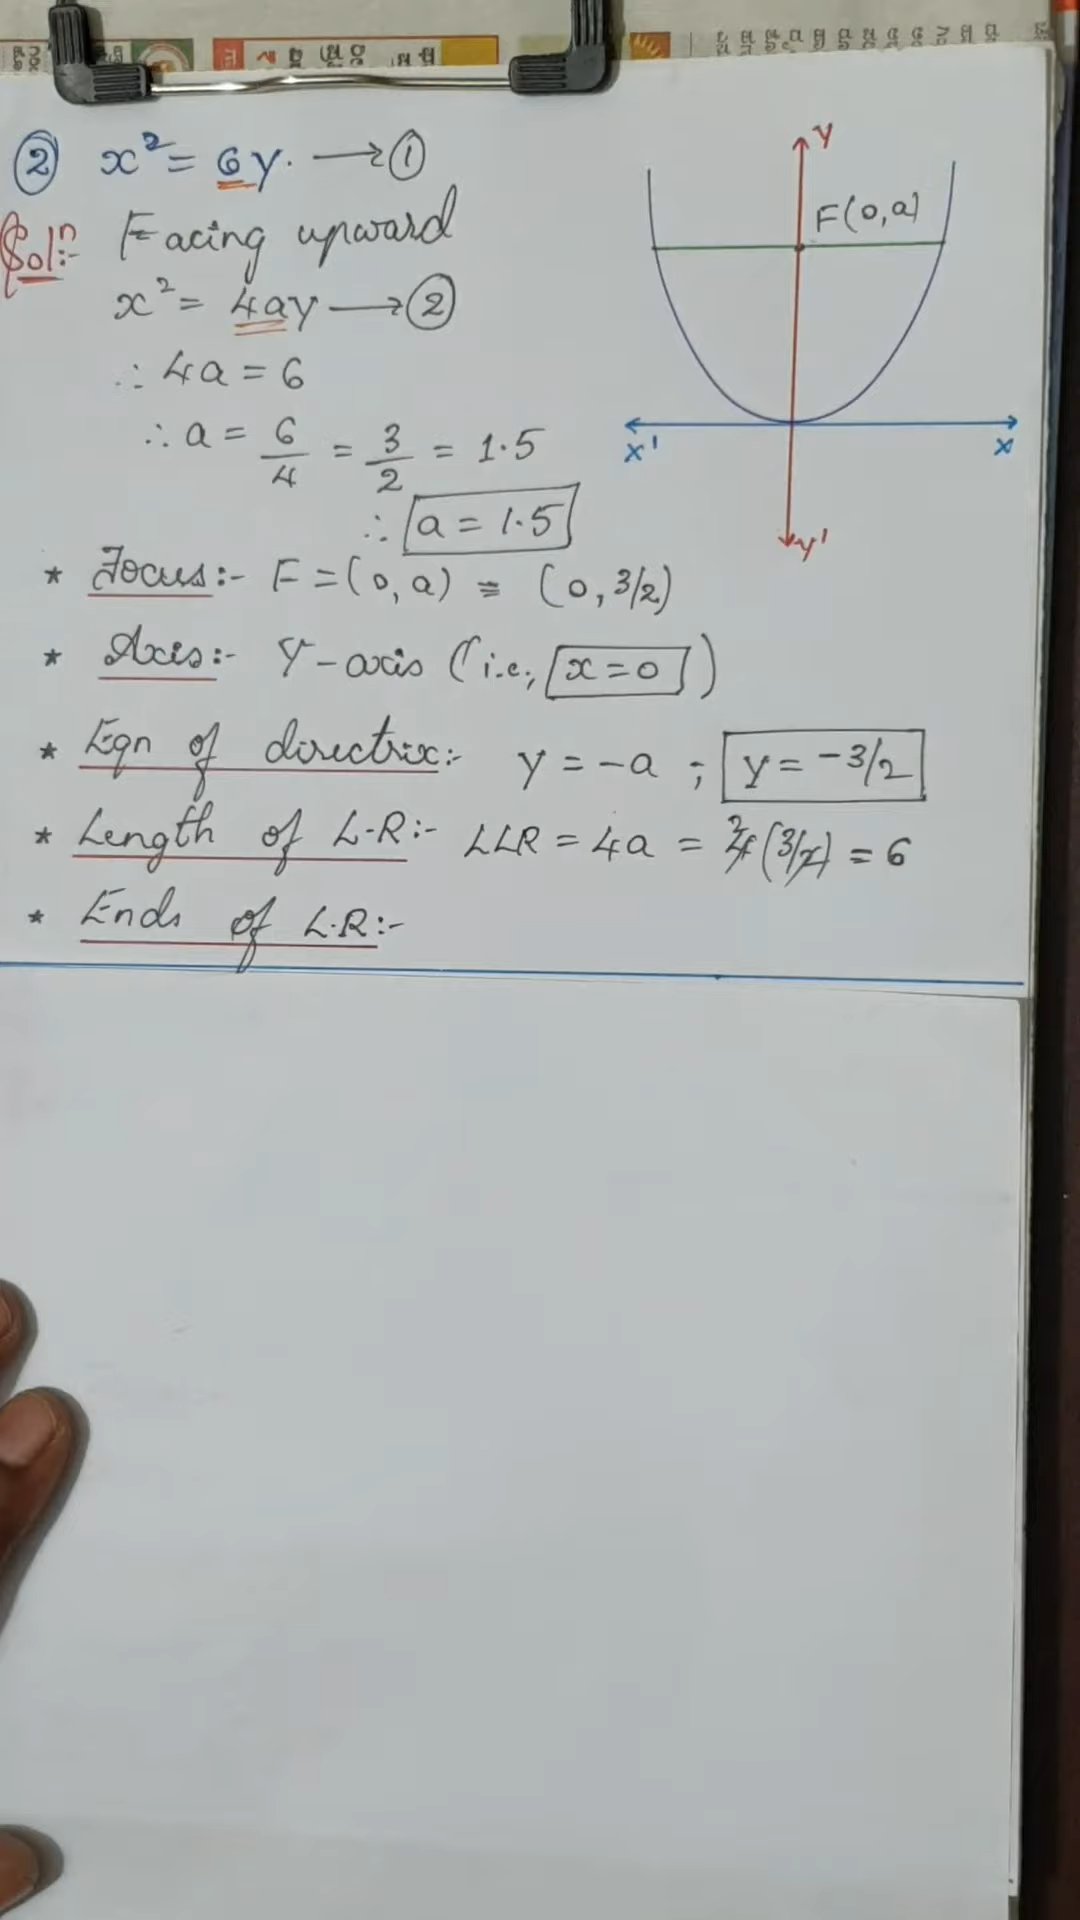 ② x² = 6y. → ①
Solⁿ:- Facing upward
x² = 4ay → ②
∴ 4a = 6
∴ a = 6/4 = 3/2 = 1.5
∴ a = 1.5
* Focus:- F = (0, a) = (0, 3/2)
* Axis:- Y-axis (i.e., x = 0)
* Eqn of directrix:- y = -a ; y = -3/2
* Length of L.R:- LLR = 4a = 4(3/2) = 6
* Ends of L.R:-
Y
F(0,a)
X'
X
Y'